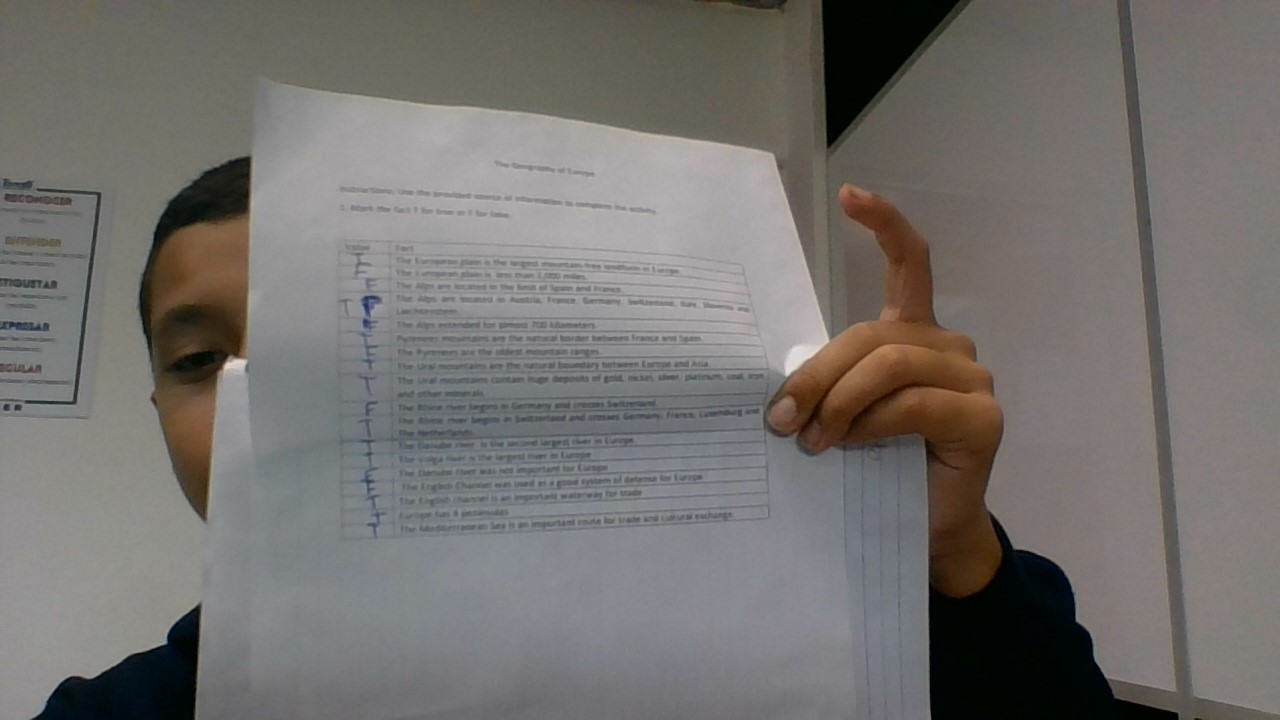 RECONOCER
ENTENDER
ETIQUETAR
EXPRESAR
REGULAR
The Geography of Europe
Instructions: Use the provided source of information to complete the activity.
1. Mark the fact T for true or F for false.
Value Fact
T The European plain is the largest mountain-free landform in Europe.
F The European plain is less than 1,000 miles.
F The Alps are located in the limit of Spain and France.
T F The Alps are located in Austria, France, Germany, Switzerland, Italy, Slovenia and
Liechtenstein.
The Alps extended for almost 700 kilometers.
Pyrenees mountains are the natural border between France and Spain.
The Pyrenees are the oldest mountain ranges.
The Ural mountains are the natural boundary between Europe and Asia.
T The Ural mountains contain huge deposits of gold, nickel, silver, platinum, coal, iron
and other minerals.
F The Rhine river begins in Germany and crosses Switzerland.
T The Rhine river begins in Switzerland and crosses Germany, France, Luxemburg and
The Netherlands.
T The Danube river is the second largest river in Europe.
T The Volga river is the largest river in Europe
The Danube river was not important for Europe
The English Channel was used as a good system of defense for Europe
The English channel is an important waterway for trade
Europe has 4 peninsulas
T The Mediterranean Sea is an important route for trade and cultural exchange.